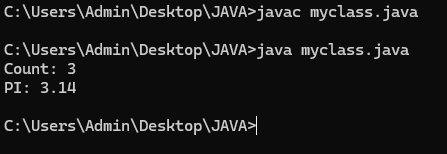 C:\Users\Admin\Desktop\JAVA>javac myclass.java
C:\Users\Admin\Desktop\JAVA>java myclass.java
Count: 3
PI: 3.14
C:\Users\Admin\Desktop\JAVA>